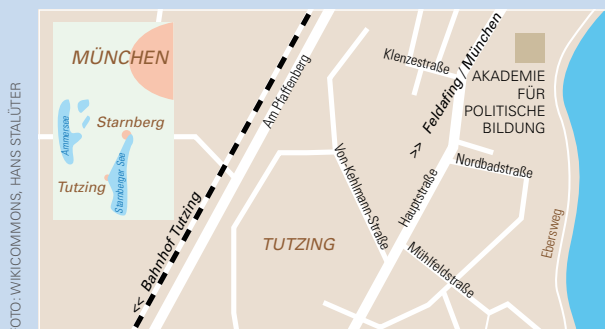 FOTO: WIKICOMMONS, HANS STALÜTER
MÜNCHEN
Ammersee
Starnberg
Starnberger See
Tutzing
Am Pfaffenberg
<< Bahnhof Tutzing
TUTZING
Klenzestraße
>> Feldafing / München
AKADEMIE
FÜR
POLITISCHE
BILDUNG
Nordbadstraße
Von-Kehlmann-Straße
Hauptstraße
Mühlfeldstraße
Ebersweg